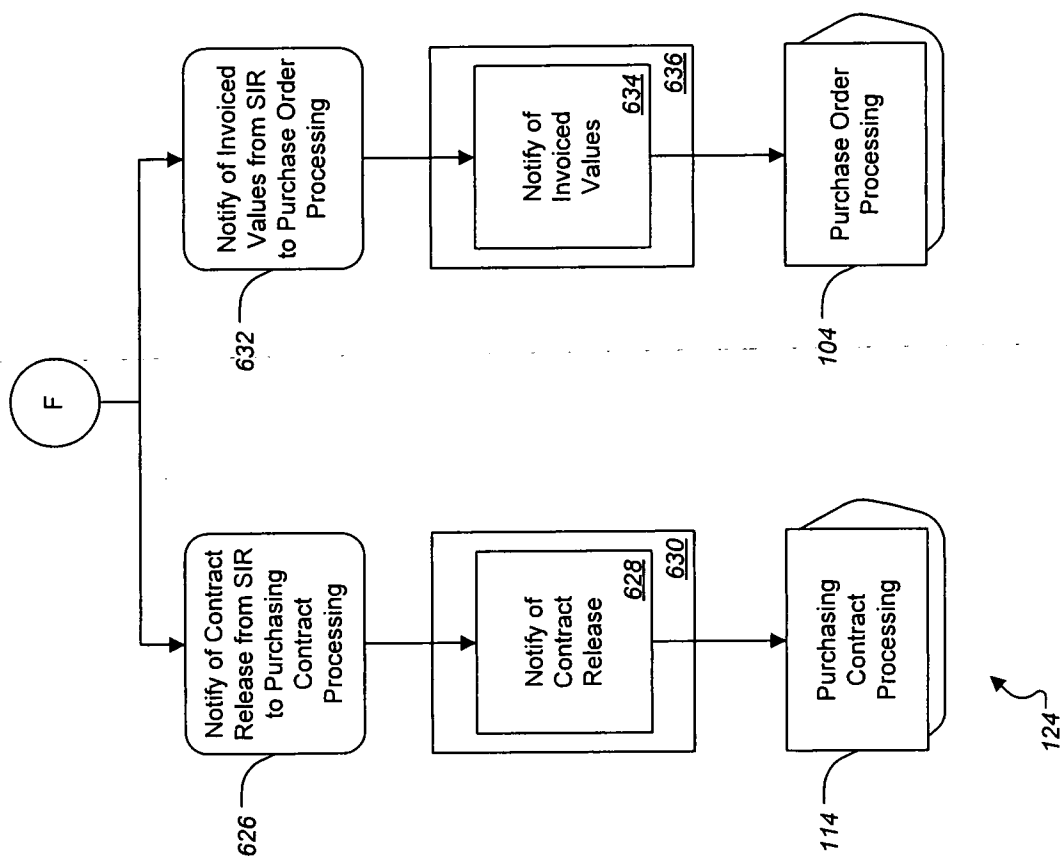 F
Notify of Contract
Release from SIR
to Purchasing
Contract
Processing
626
Notify of
Contract
Release
628
630
Purchasing
Contract
Processing
114
124
Notify of Invoiced
Values from SIR
to Purchase Order
Processing
632
Notify of
Invoiced
Values
634
636
Purchase Order
Processing
104